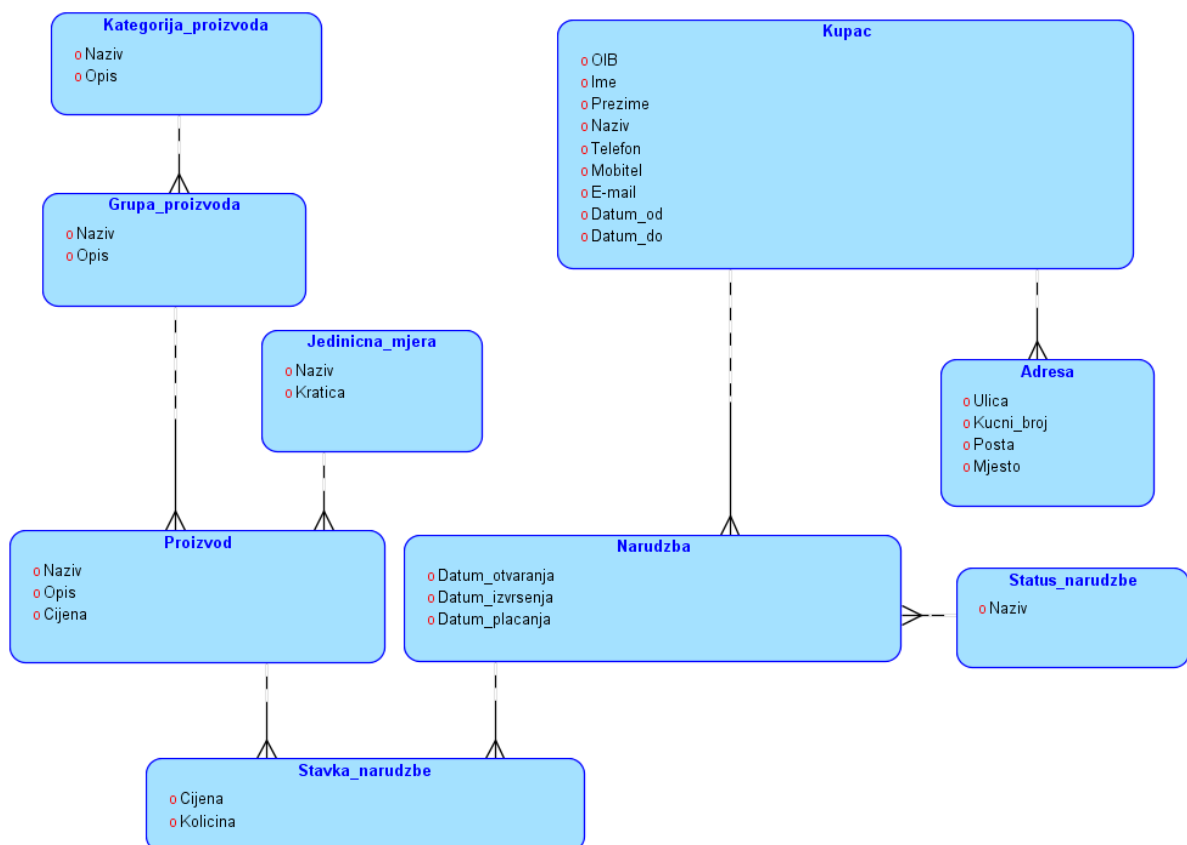 Kategorija_proizvoda
o Naziv
o Opis
Grupa_proizvoda
o Naziv
o Opis
Jedinicna_mjera
o Naziv
o Kratica
Proizvod
o Naziv
o Opis
o Cijena
Kupac
o OIB
o Ime
o Prezime
o Naziv
o Telefon
o Mobitel
o E-mail
o Datum_od
o Datum_do
Adresa
o Ulica
o Kucni_broj
o Posta
o Mjesto
Narudzba
o Datum_otvaranja
o Datum_izvrsenja
o Datum_placanja
Status_narudzbe
o Naziv
Stavka_narudzbe
o Cijena
o Kolicina